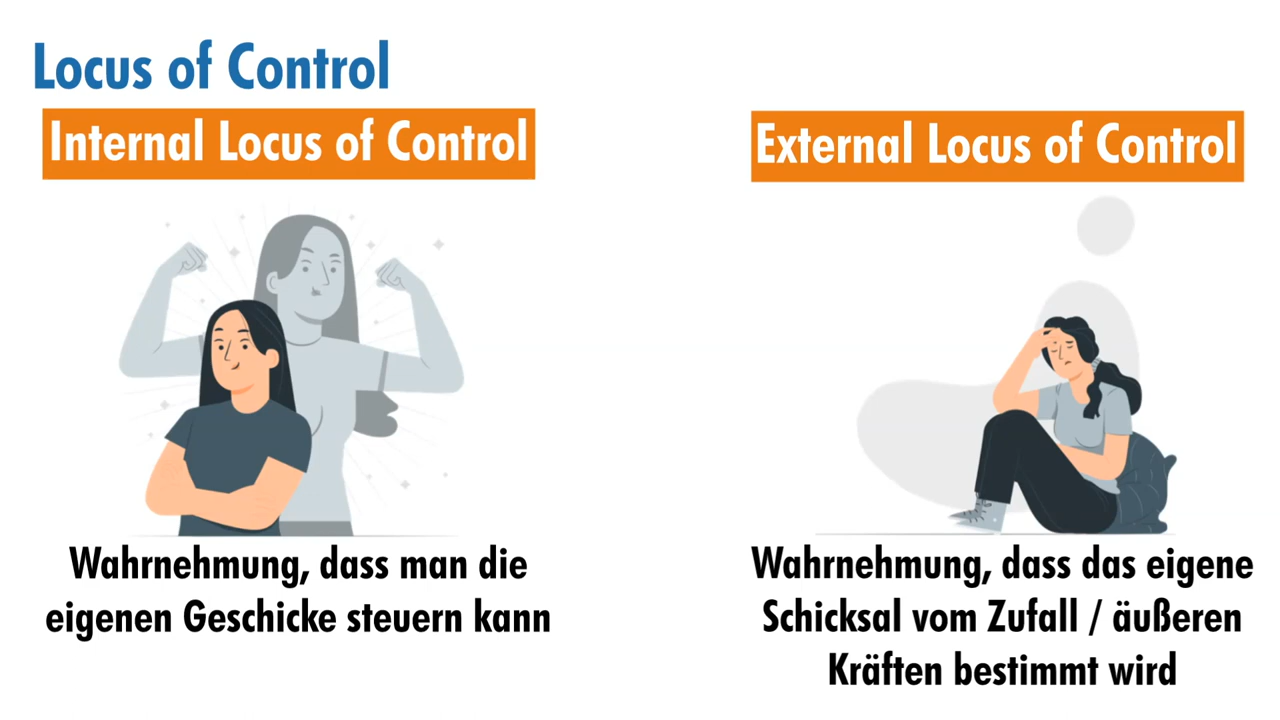 Locus of Control
Internal Locus of Control
Wahrnehmung, dass man die
eigenen Geschicke steuern kann
External Locus of Control
Wahrnehmung, dass das eigene
Schicksal vom Zufall / äußeren
Kräften bestimmt wird